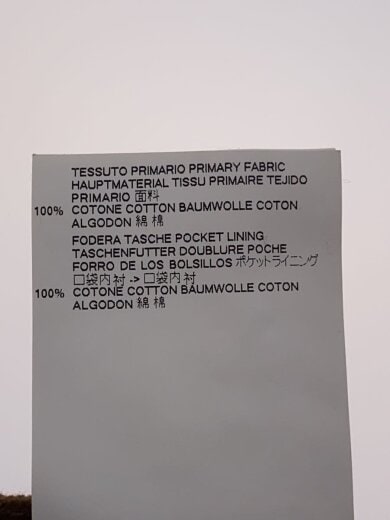 TESSUTO PRIMARIO PRIMARY FABRIC
HAUPTMATERIAL TISSU PRIMAIRE TEJIDO
PRIMARIO 面料
100% COTONE COTTON BAUMWOLLE COTON
ALGODON 綿 棉
FODERA TASCHE POCKET LINING
TASCHENFUTTER DOUBLURE POCHE
FORRO DE LOS BOLSILLOS ポケットライニング
口袋内衬 -> 口袋内衬
100% COTONE COTTON BAUMWOLLE COTON
ALGODON 綿 棉